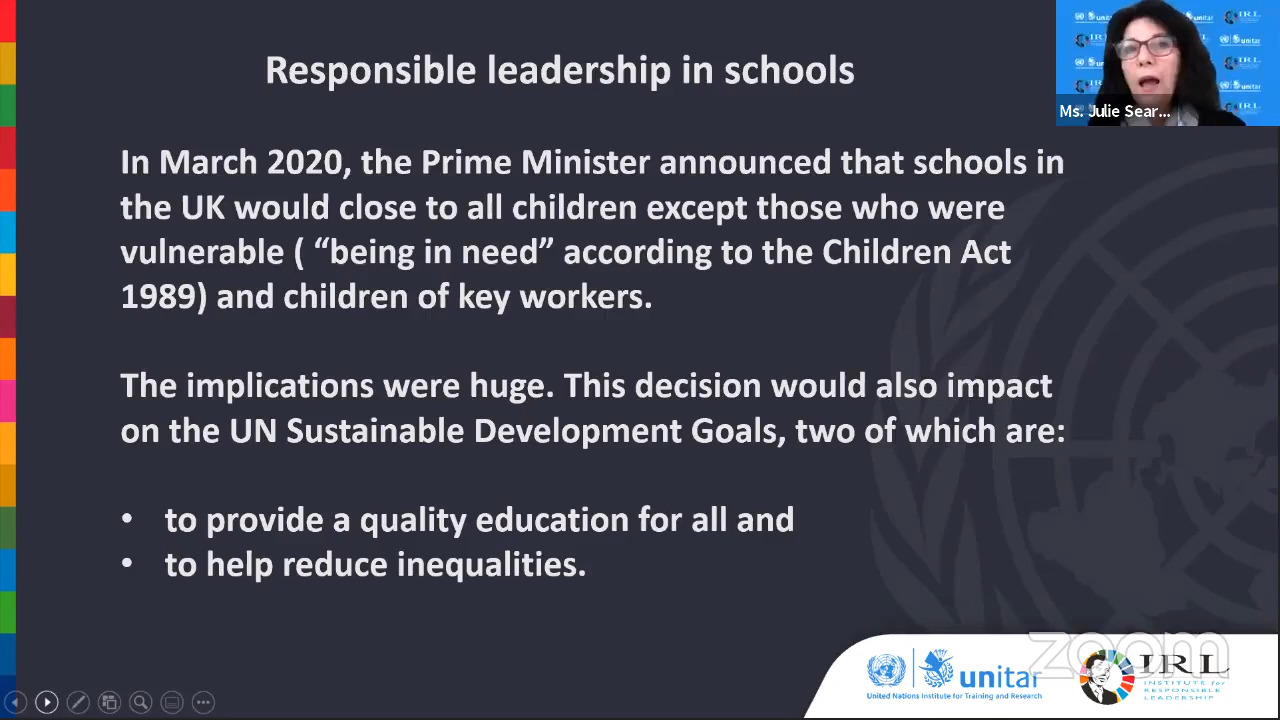 Responsible leadership in schools
Ms. Julie Sear...
In March 2020, the Prime Minister announced that schools in
the UK would close to all children except those who were
vulnerable ( “being in need” according to the Children Act
1989) and children of key workers.
The implications were huge. This decision would also impact
on the UN Sustainable Development Goals, two of which are:
• to provide a quality education for all and
• to help reduce inequalities.
zoom
unitar
United Nations Institute for Training and Research
IRL
INSTITUTE for
RESPONSIBLE
LEADERSHIP